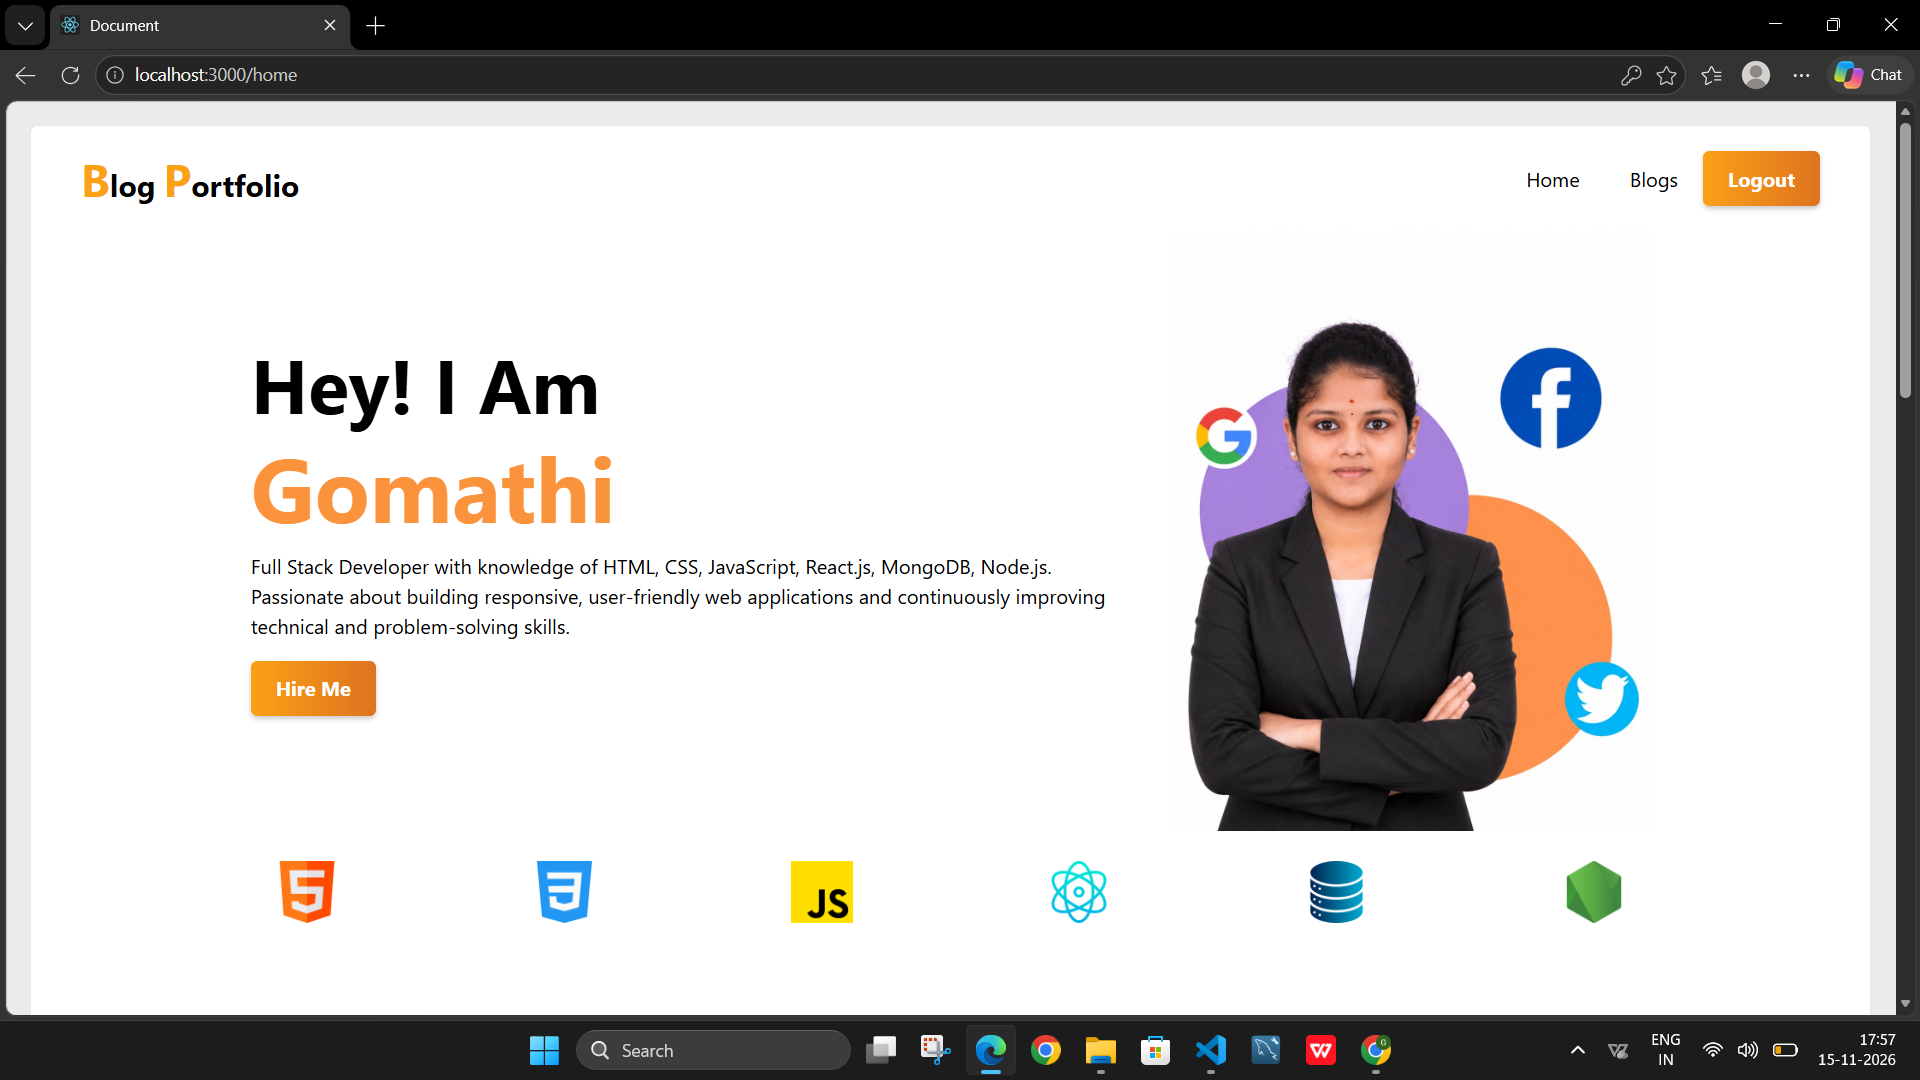 Document
localhost:3000/home
Chat
Blog Portfolio
Home
Blogs
Logout
Hey! I Am
Gomathi
Full Stack Developer with knowledge of HTML, CSS, JavaScript, React.js, MongoDB, Node.js.
Passionate about building responsive, user-friendly web applications and continuously improving
technical and problem-solving skills.
Hire Me
JS
Search
G
ENG
IN
17:57
15-11-2026